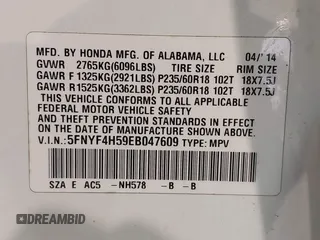 MFD. BY HONDA MFG. OF ALABAMA, LLC 04/'14
GVWR 2765KG(6096LBS) TIRE SIZE RIM SIZE
GAWR F 1325KG(2921LBS) P235/60R18 102T 18X7.5J
GAWR R 1525KG(3362LBS) P235/60R18 102T 18X7.5J
THIS VEHICLE CONFORMS TO ALL APPLICABLE
FEDERAL MOTOR VEHICLE SAFETY
AND THEFT PREVENTION STANDARDS IN EFFECT ON THE
DATE OF MANUFACTURE SHOWN ABOVE.
V.I.N.: 5FNYF4H59EB047609 TYPE: MPV
SZA E AC5 -NH578 -B -B
DREAMBID